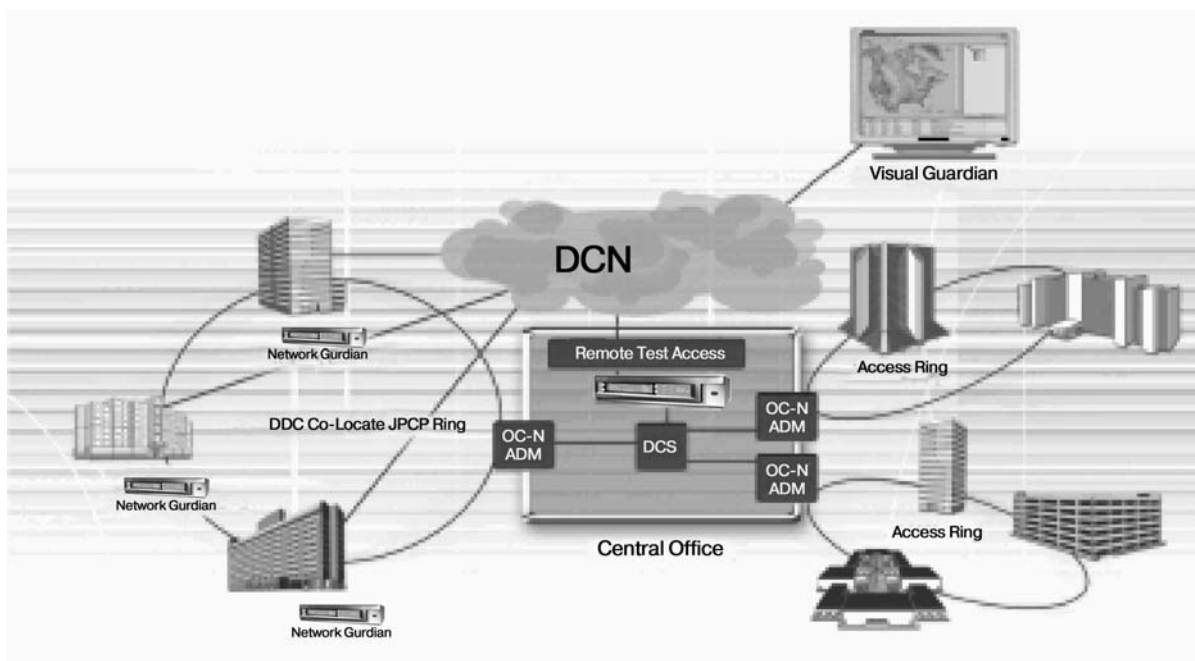 Visual Guardian
DCN
Network Gurdian
Remote Test Access
Access Ring
DDC Co-Locate JPCP Ring
OC-N
ADM
DCS
OC-N
ADM
OC-N
ADM
Network Gurdian
Central Office
Access Ring
Network Gurdian